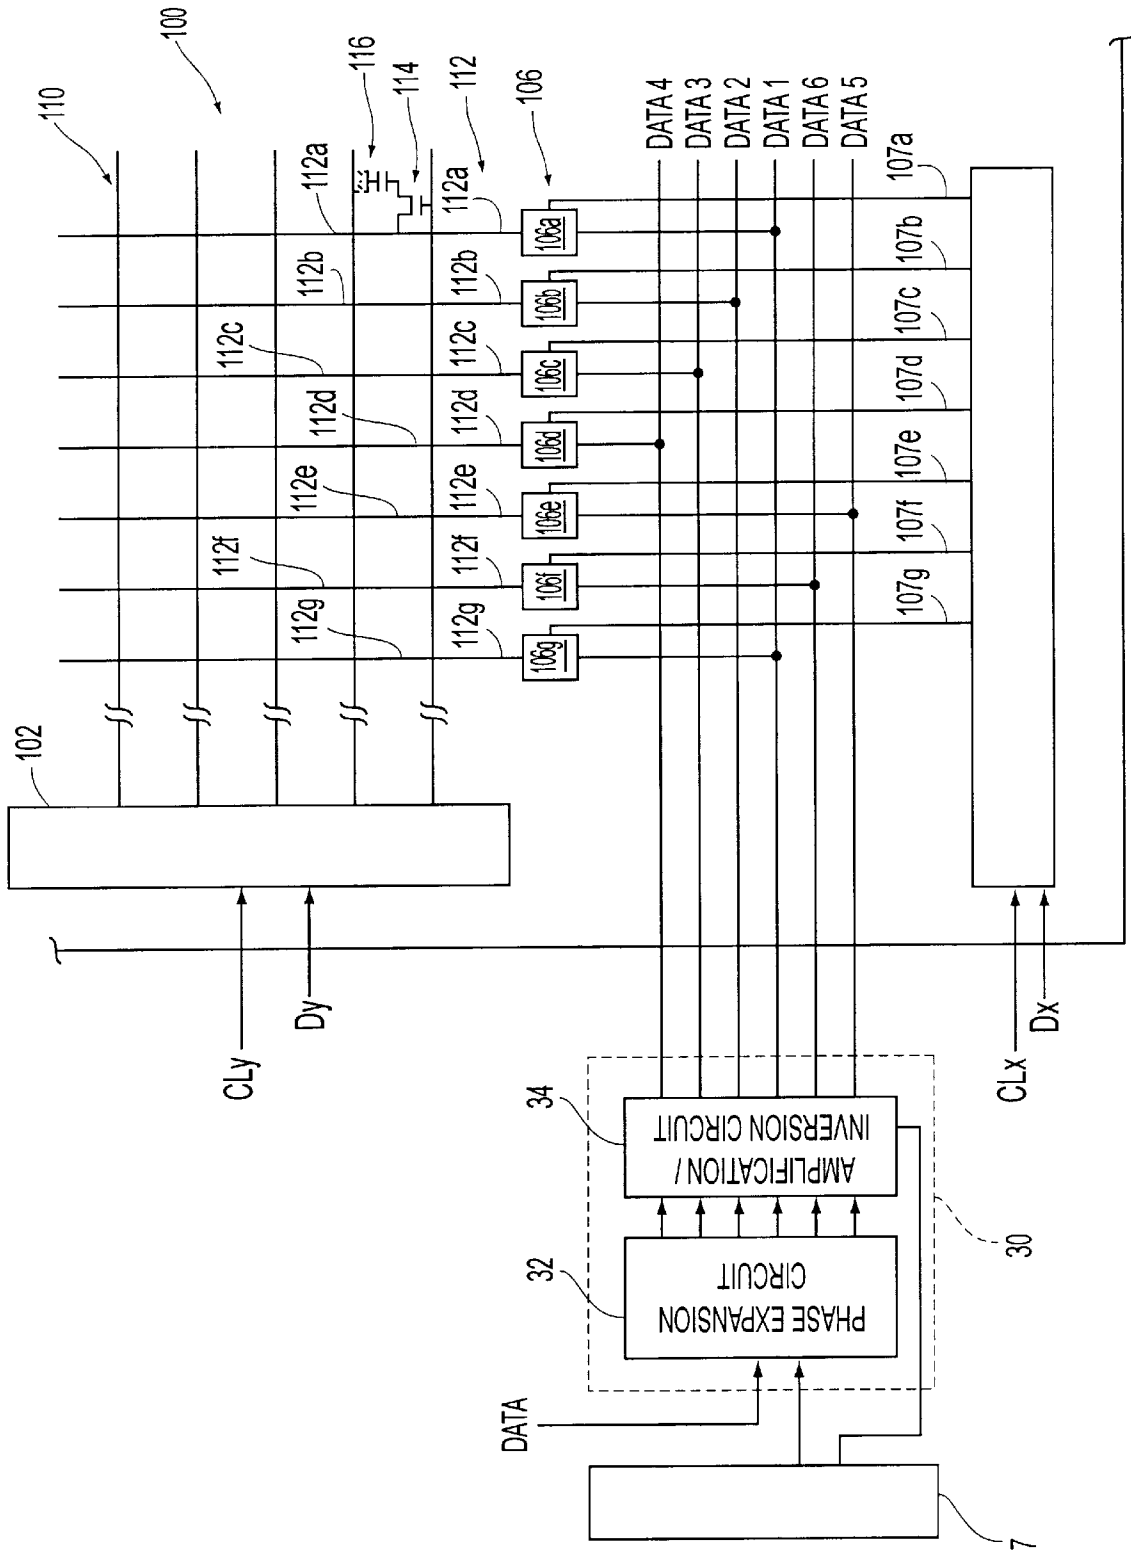 110
100
116
114
112
106
112a
112a
112b
112b
112c
112c
112d
112d
112e
112e
112f
112f
112g
112g
102
106a
106b
106c
106d
106e
106f
106g
DATA 4
DATA 3
DATA 2
DATA 1
DATA 6
DATA 5
107a
107b
107c
107d
107e
107f
107g
CLy
Dy
CLx
Dx
34
AMPLIFICATION /
INVERSION CIRCUIT
32
PHASE EXPANSION
CIRCUIT
30
DATA
7